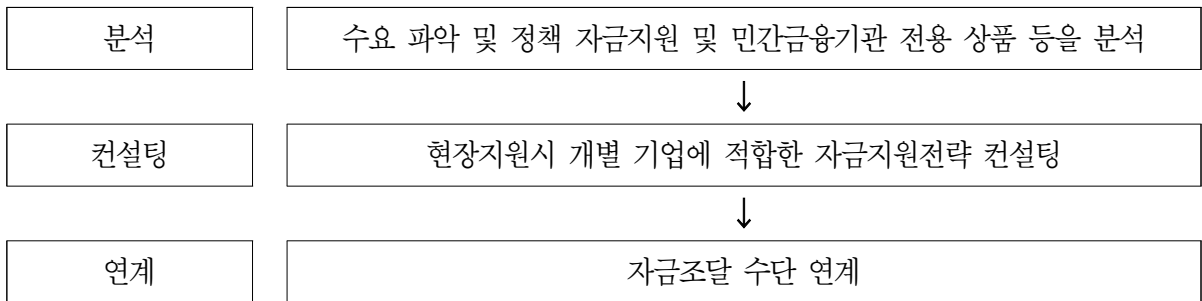 분석
수요 파악 및 정책 자금지원 및 민간금융기관 전용 상품 등을 분석
↓
컨설팅
현장지원시 개별 기업에 적합한 자금지원전략 컨설팅
↓
연계
자금조달 수단 연계